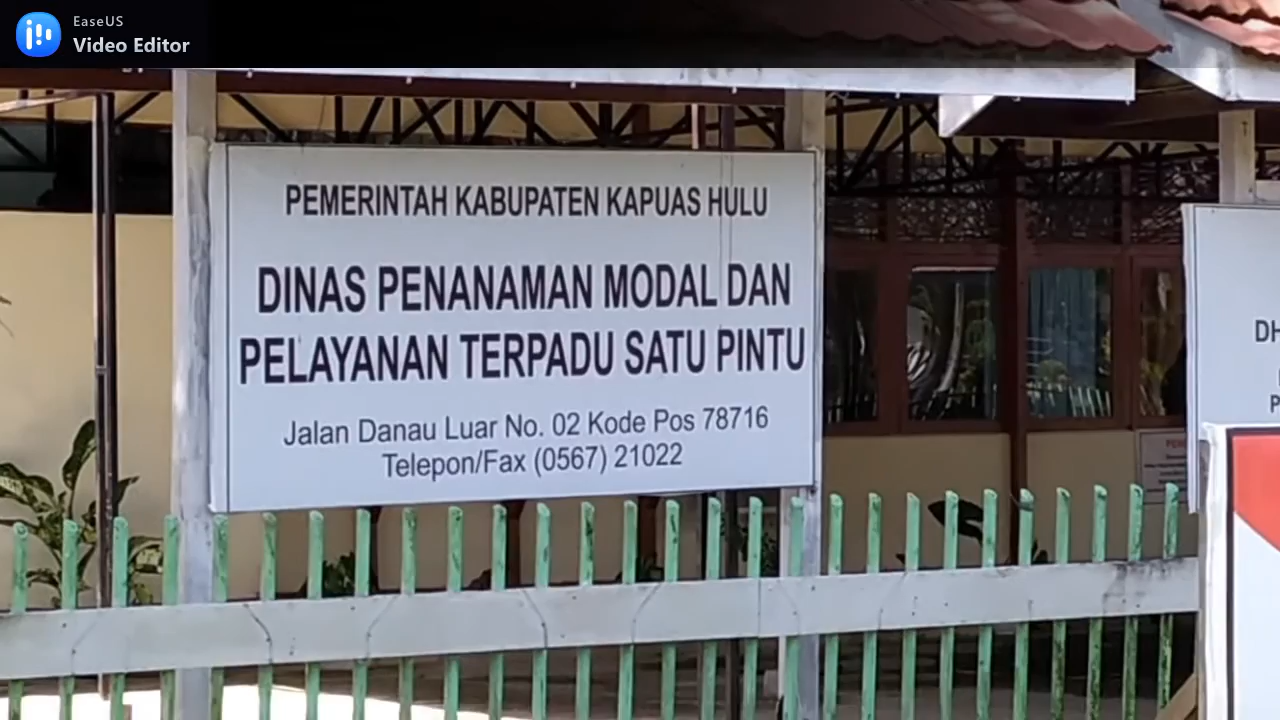 EaseUS
Video Editor
PEMERINTAH KABUPATEN KAPUAS HULU
DINAS PENANAMAN MODAL DAN
PELAYANAN TERPADU SATU PINTU
Jalan Danau Luar No. 02 Kode Pos 78716
Telepon/Fax (0567) 21022
DH
P